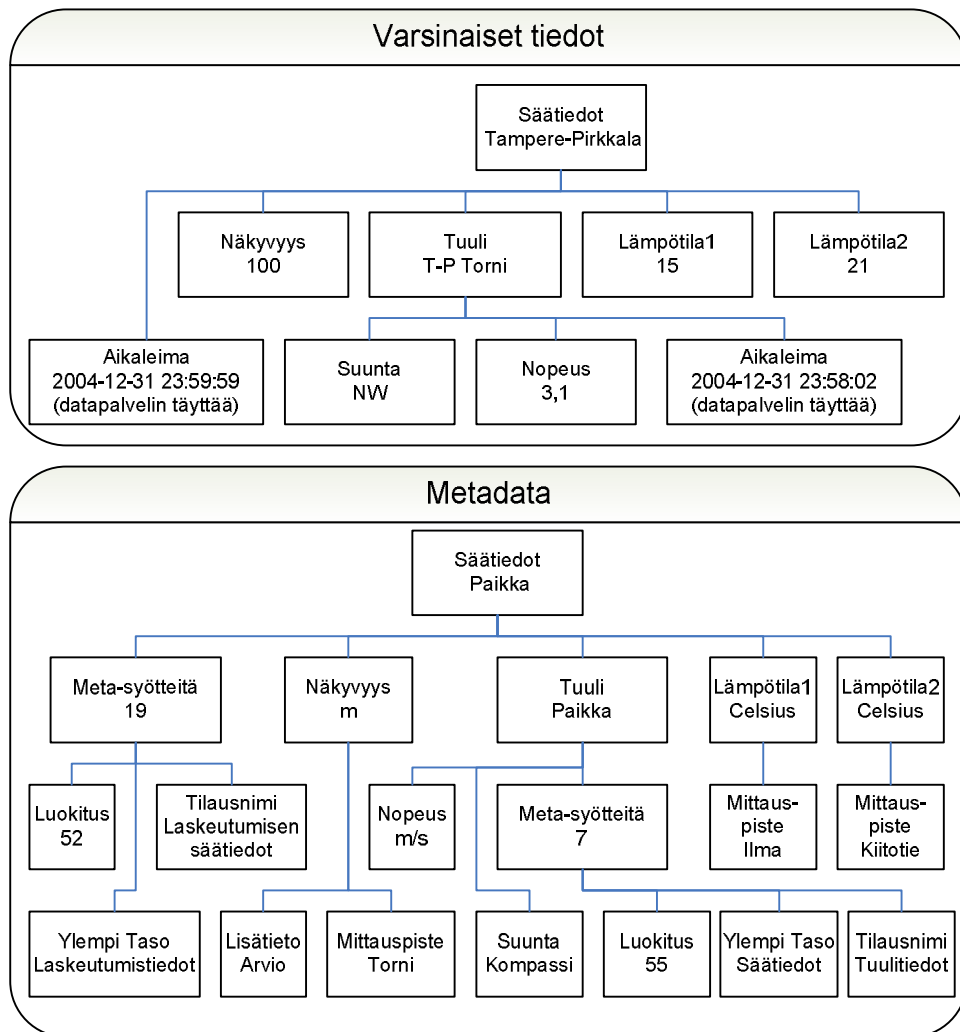 Varsinaiset tiedot
Säätiedot
Tampere-Pirkkala
Näkyvyys
100
Tuuli
T-P Torni
Lämpötila1
15
Lämpötila2
21
Aikaleima
2004-12-31 23:59:59
(datapalvelin täyttää)
Suunta
NW
Nopeus
3,1
Aikaleima
2004-12-31 23:58:02
(datapalvelin täyttää)
Metadata
Säätiedot
Paikka
Meta-syötteitä
19
Näkyvyys
m
Tuuli
Paikka
Lämpötila1
Celsius
Lämpötila2
Celsius
Luokitus
52
Tilausnimi
Laskeutumisen
säätiedot
Nopeus
m/s
Meta-syötteitä
7
Mittaus-
piste
Ilma
Mittaus-
piste
Kiitotie
Ylempi Taso
Laskeutumistiedot
Lisätieto
Arvio
Mittauspiste
Torni
Suunta
Kompassi
Luokitus
55
Ylempi Taso
Säätiedot
Tilausnimi
Tuulitiedot